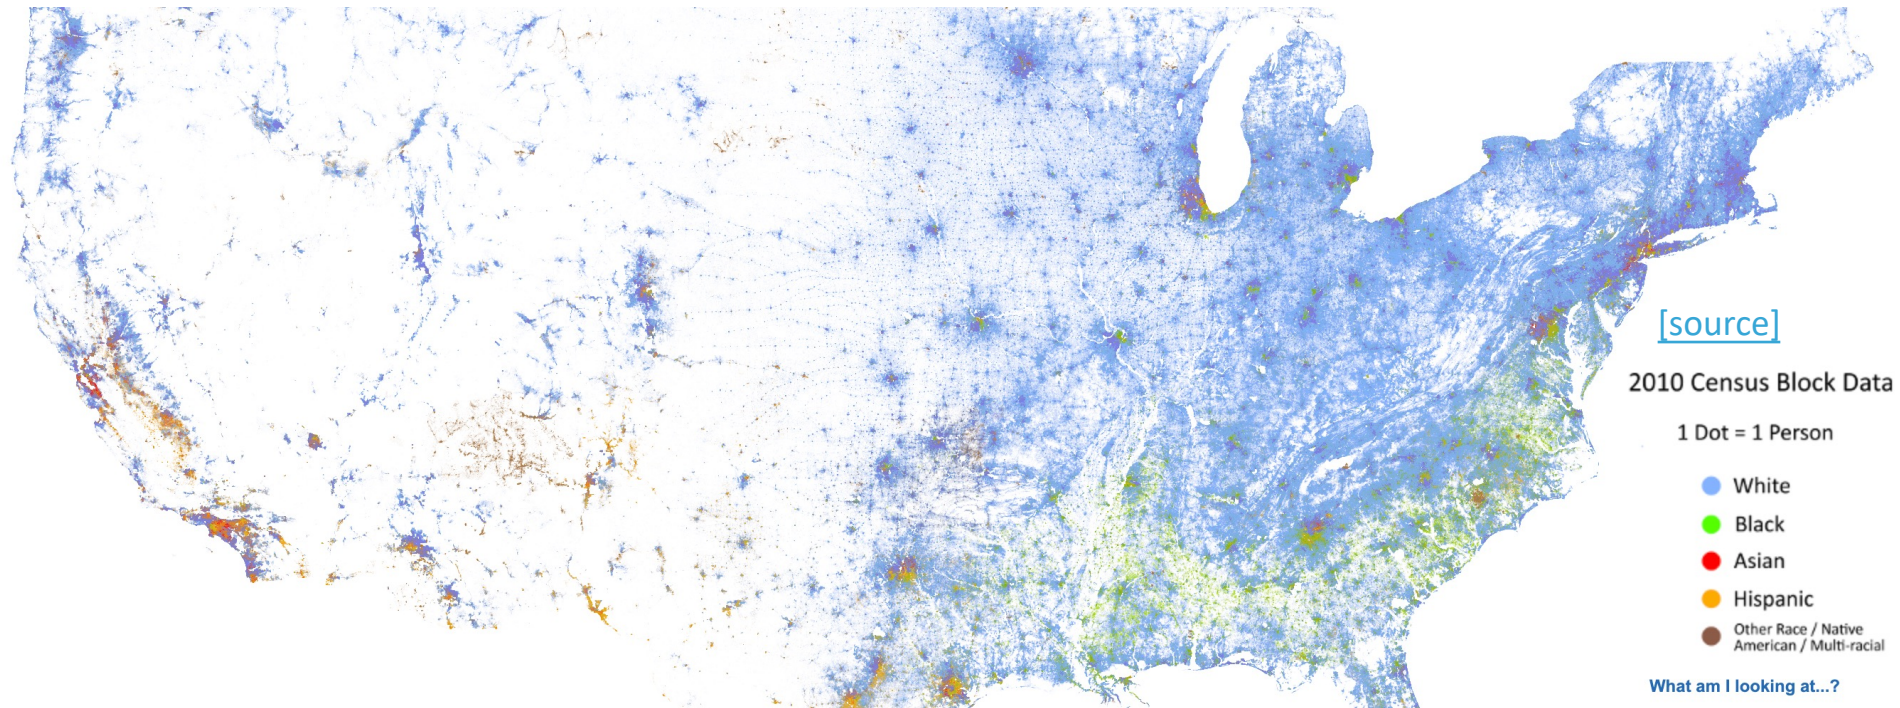 [source]
2010 Census Block Data
1 Dot = 1 Person
White
Black
Asian
Hispanic
Other Race / Native
American / Multi-racial
What am I looking at...?